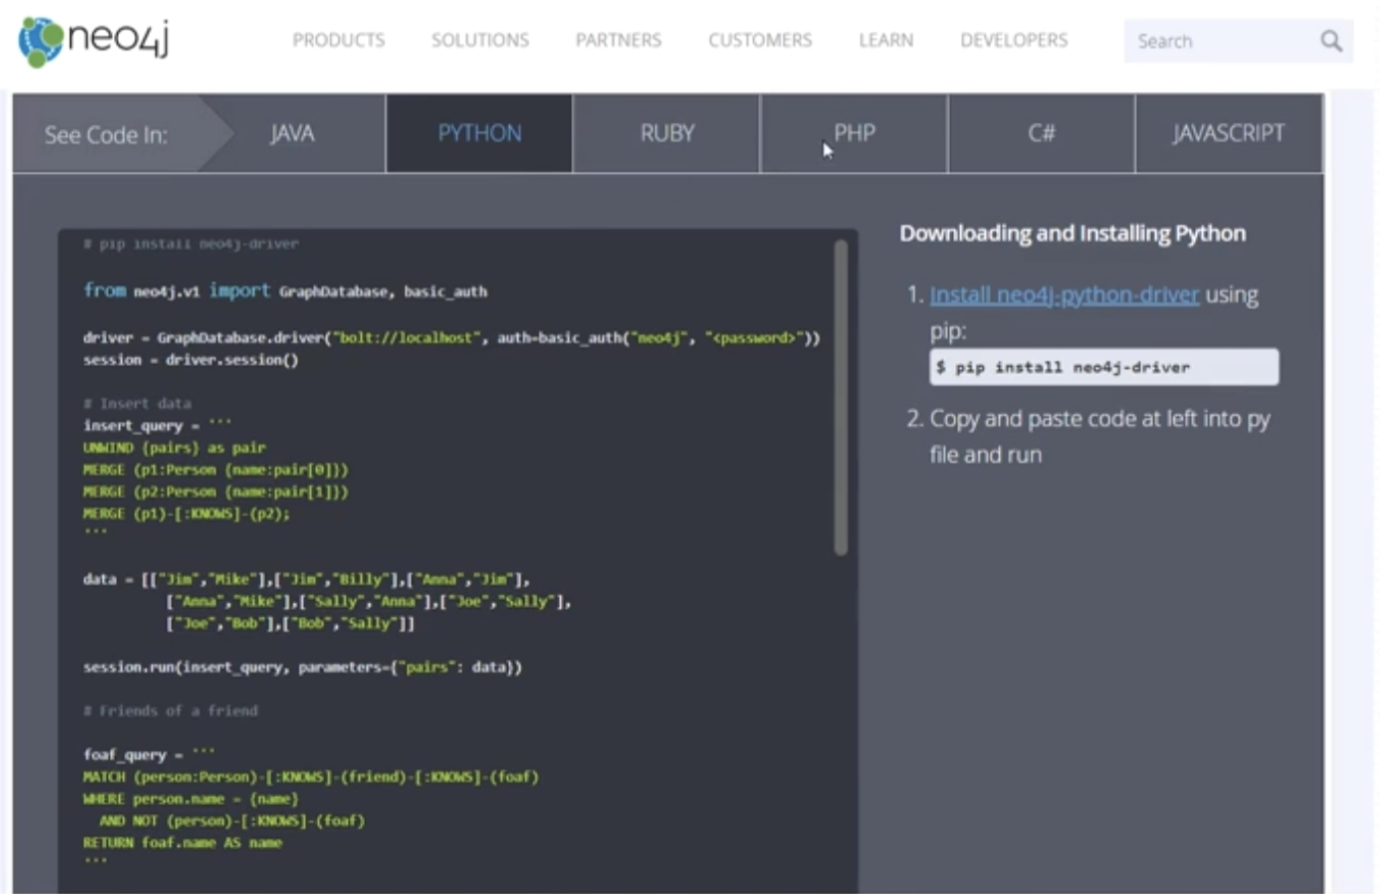 neo4j
PRODUCTS SOLUTIONS PARTNERS CUSTOMERS LEARN DEVELOPERS Search
See Code In: JAVA PYTHON RUBY PHP C# JAVASCRIPT
# pip install neo4j-driver
from neo4j.v1 import GraphDatabase, basic_auth
driver = GraphDatabase.driver("bolt://localhost", auth=basic_auth("neo4j", "<password>"))
session = driver.session()
# Insert data
insert_query = '''
UNWIND {pairs} as pair
MERGE (p1:Person {name:pair[0]})
MERGE (p2:Person {name:pair[1]})
MERGE (p1)-[:KNOWS]-(p2);
'''
data = [["Jim","Mike"],["Jim","Billy"],["Anna","Jim"],
["Anna","Mike"],["Sally","Anna"],["Joe","Sally"],
["Joe","Bob"],["Bob","Sally"]]
session.run(insert_query, parameters={"pairs": data})
# Friends of a friend
foaf_query = '''
MATCH (person:Person)-[:KNOWS]-(friend)-[:KNOWS]-(foaf)
WHERE person.name = {name}
AND NOT (person)-[:KNOWS]-(foaf)
RETURN foaf.name AS name
'''
Downloading and Installing Python
1. Install neo4j-python-driver using
pip:
$ pip install neo4j-driver
2. Copy and paste code at left into py
file and run